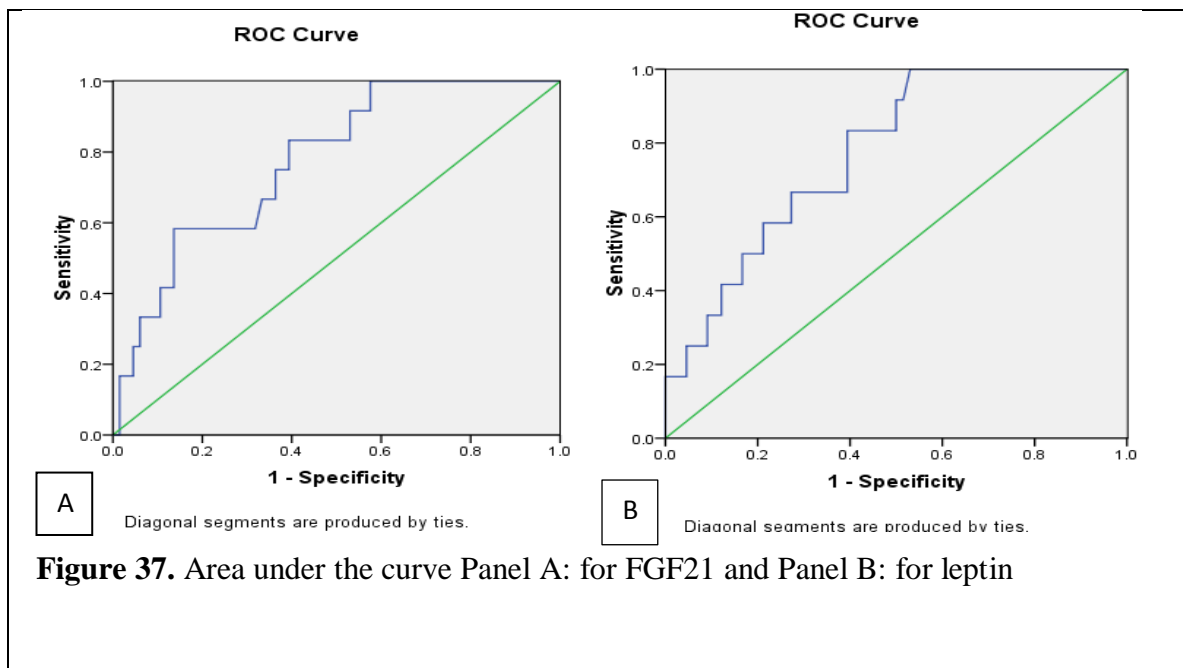 ROC Curve
1.0
0.8
0.6
0.4
0.2
0.0
Sensitivity
0.0 0.2 0.4 0.6 0.8 1.0
1 - Specificity
A
Diagonal segments are produced by ties.
ROC Curve
1.0
0.8
0.6
0.4
0.2
0.0
Sensitivity
0.0 0.2 0.4 0.6 0.8 1.0
1 - Specificity
B
Diagonal segments are produced by ties.
Figure 37. Area under the curve Panel A: for FGF21 and Panel B: for leptin